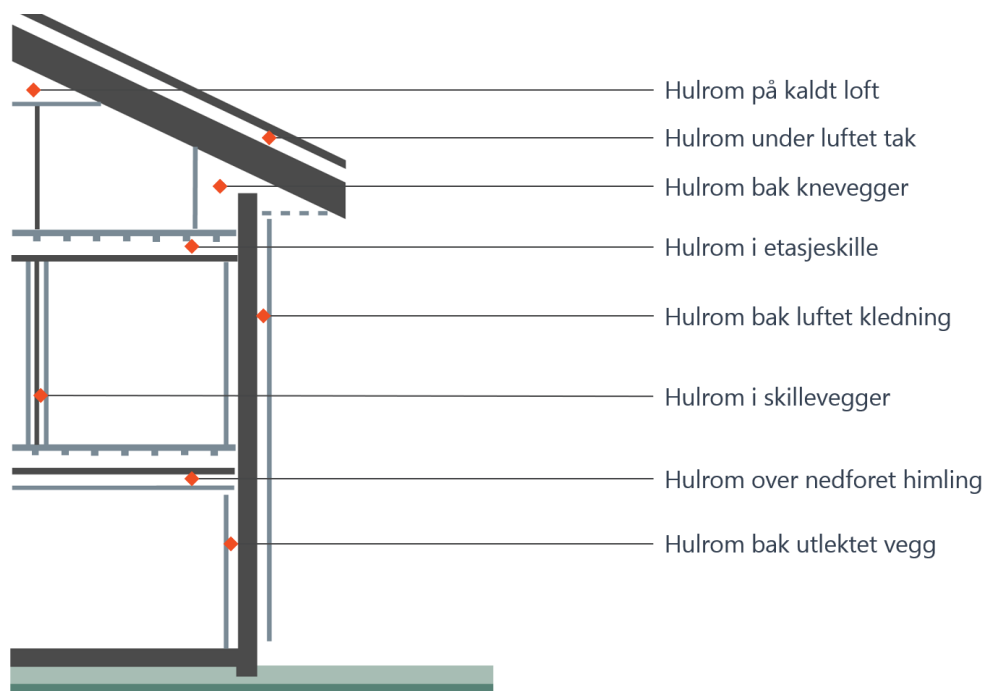 Hulrom på kaldt loft
Hulrom under luftet tak
Hulrom bak knevegger
Hulrom i etasjeskille
Hulrom bak luftet kledning
Hulrom i skillevegger
Hulrom over nedforet himling
Hulrom bak utlektet vegg